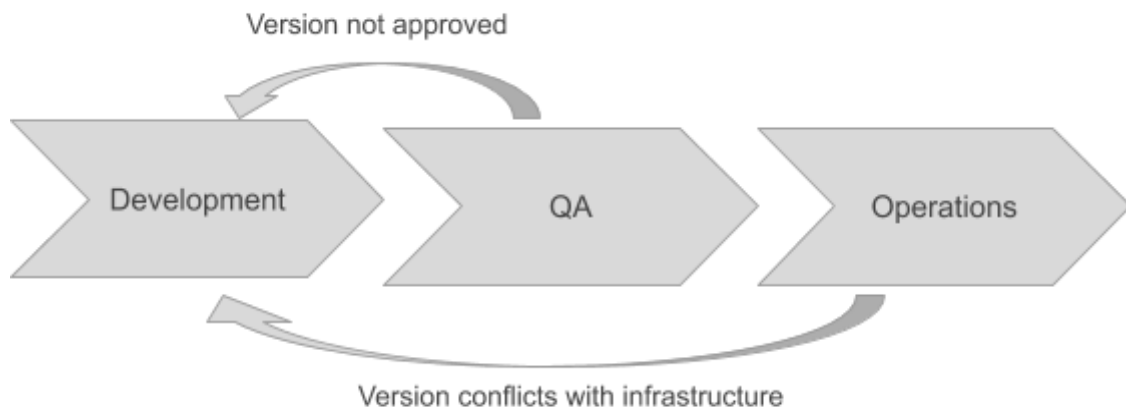 Version not approved
Development
QA
Operations
Version conflicts with infrastructure